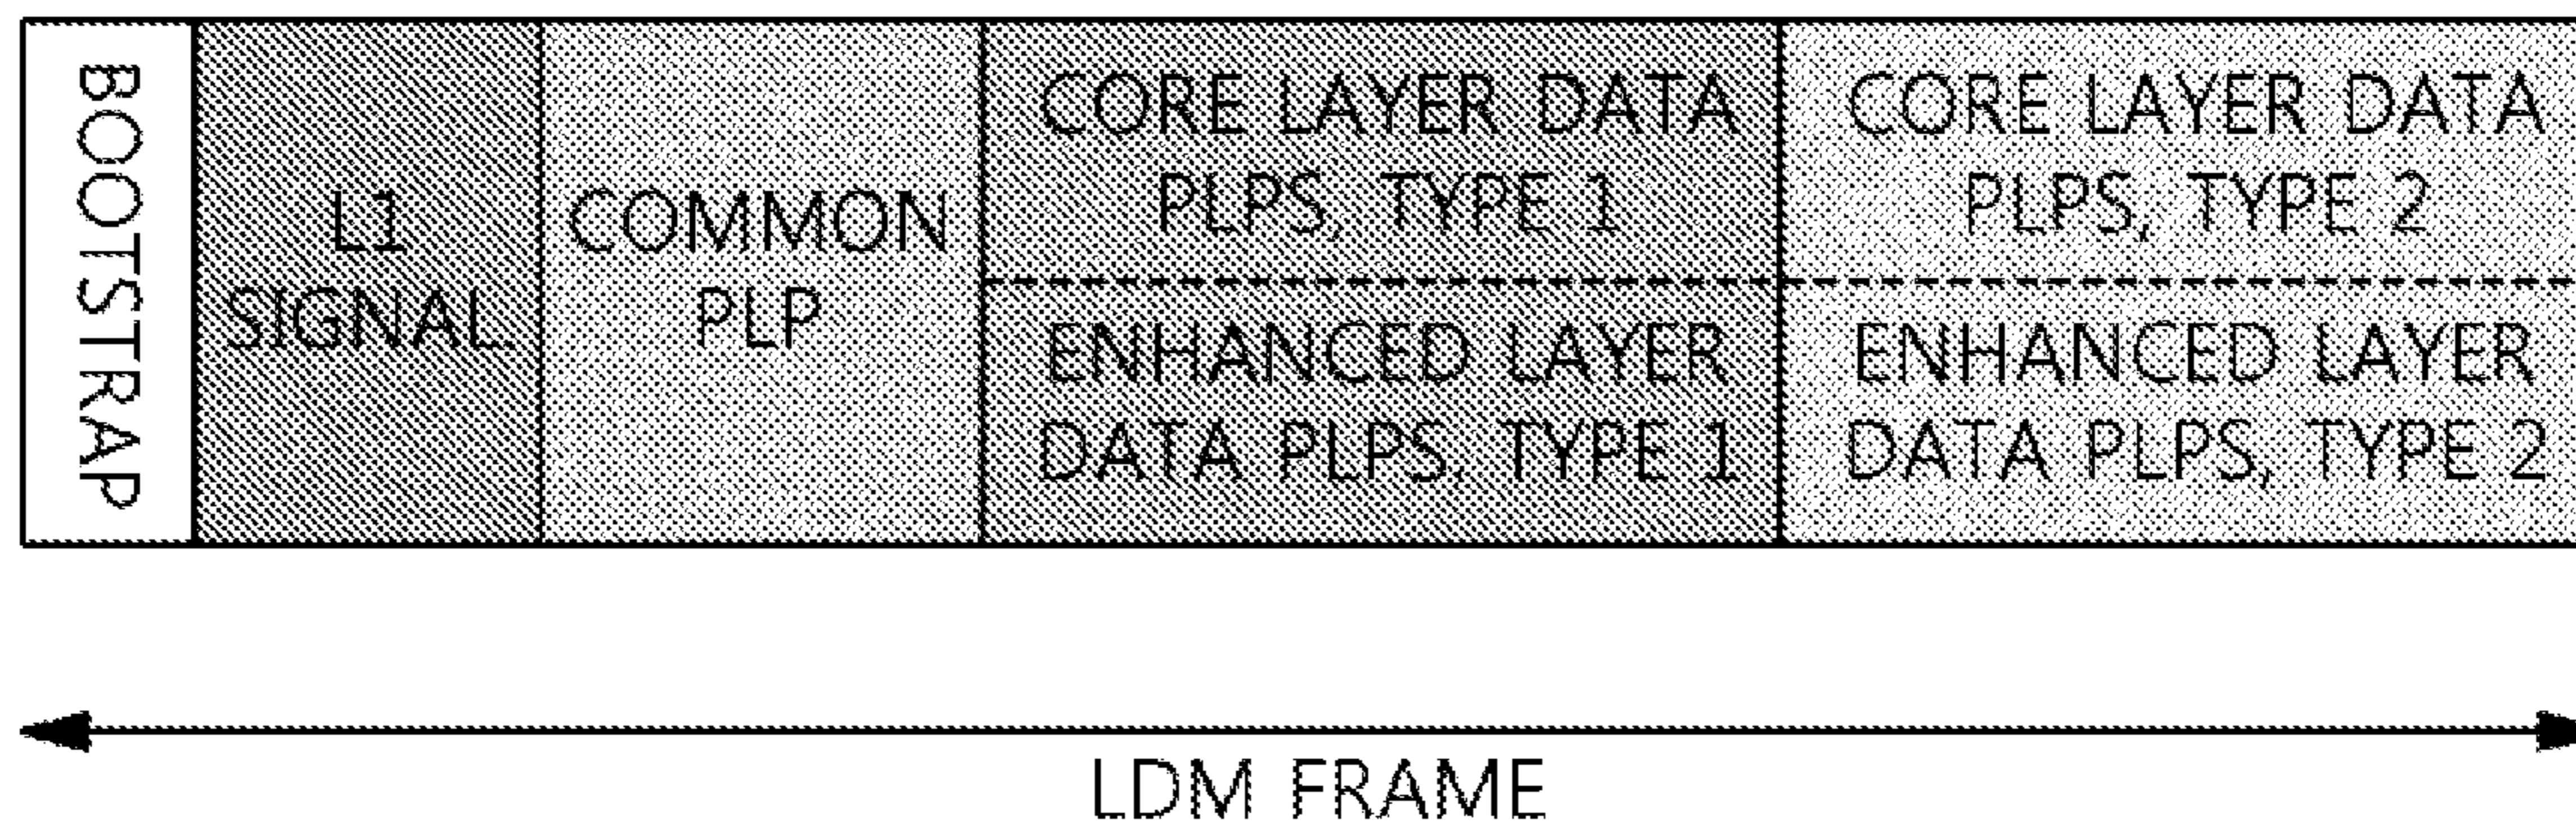 BOOTSTRAP
L1
SIGNAL
COMMON
PLP
CORE LAYER DATA
PLPS, TYPE 1
ENHANCED LAYER
DATA PLPS, TYPE 1
CORE LAYER DATA
PLPS, TYPE 2
ENHANCED LAYER
DATA PLPS, TYPE 2
LDM FRAME